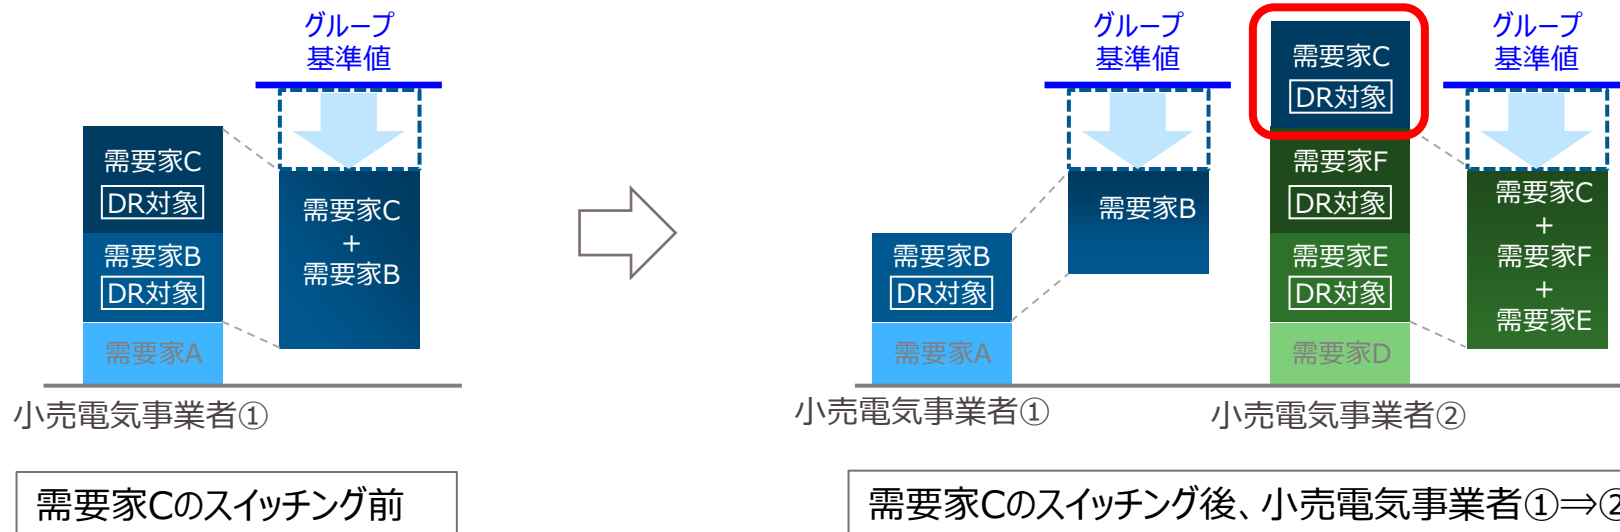 グループ
基準値
需要家C
DR対象
需要家B
DR対象
需要家A
需要家C
+
需要家B
小売電気事業者①
需要家Cのスイッチング前
グループ
基準値
需要家B
DR対象
需要家A
需要家B
小売電気事業者①
需要家C
DR対象
需要家F
DR対象
需要家E
DR対象
需要家D
グループ
基準値
需要家C
+
需要家F
+
需要家E
小売電気事業者②
需要家Cのスイッチング後、小売電気事業者①⇒②